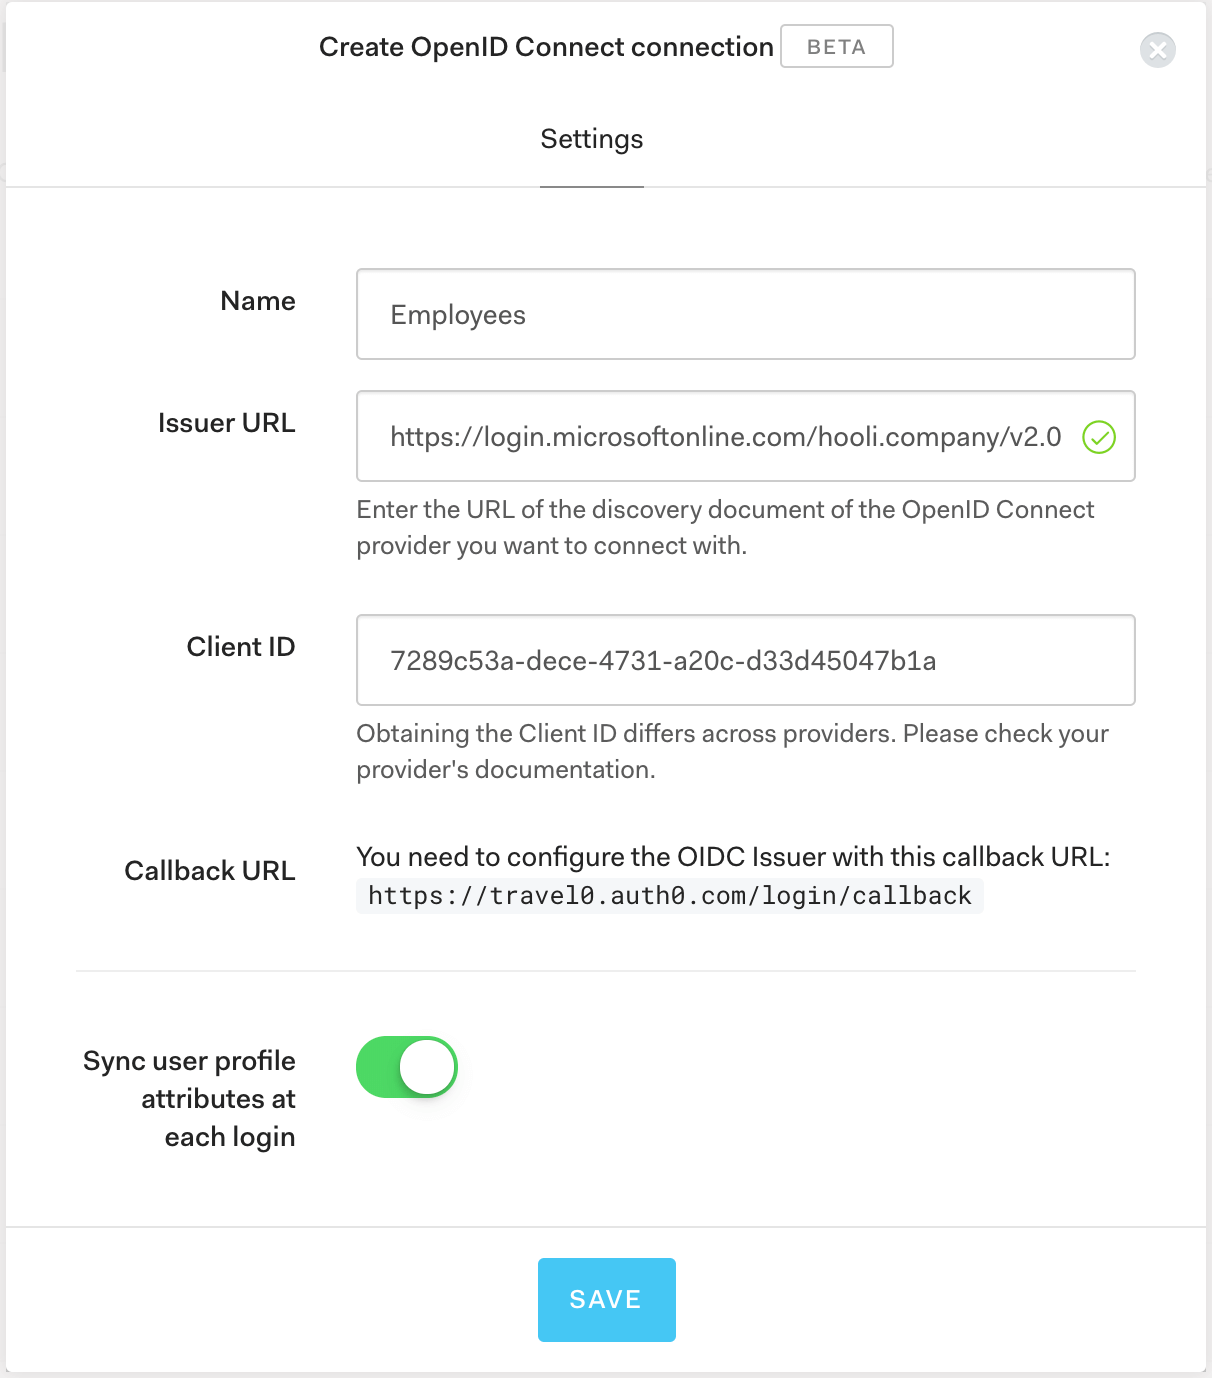 Create OpenID Connect connection BETA
Settings
Name
Employees
Issuer URL
https://login.microsoftonline.com/hooli.company/v2.0
Enter the URL of the discovery document of the OpenID Connect
provider you want to connect with.
Client ID
7289c53a-dece-4731-a20c-d33d45047b1a
Obtaining the Client ID differs across providers. Please check your
provider's documentation.
Callback URL
You need to configure the OIDC Issuer with this callback URL:
https://travel0.auth0.com/login/callback
Sync user profile
attributes at
each login
SAVE